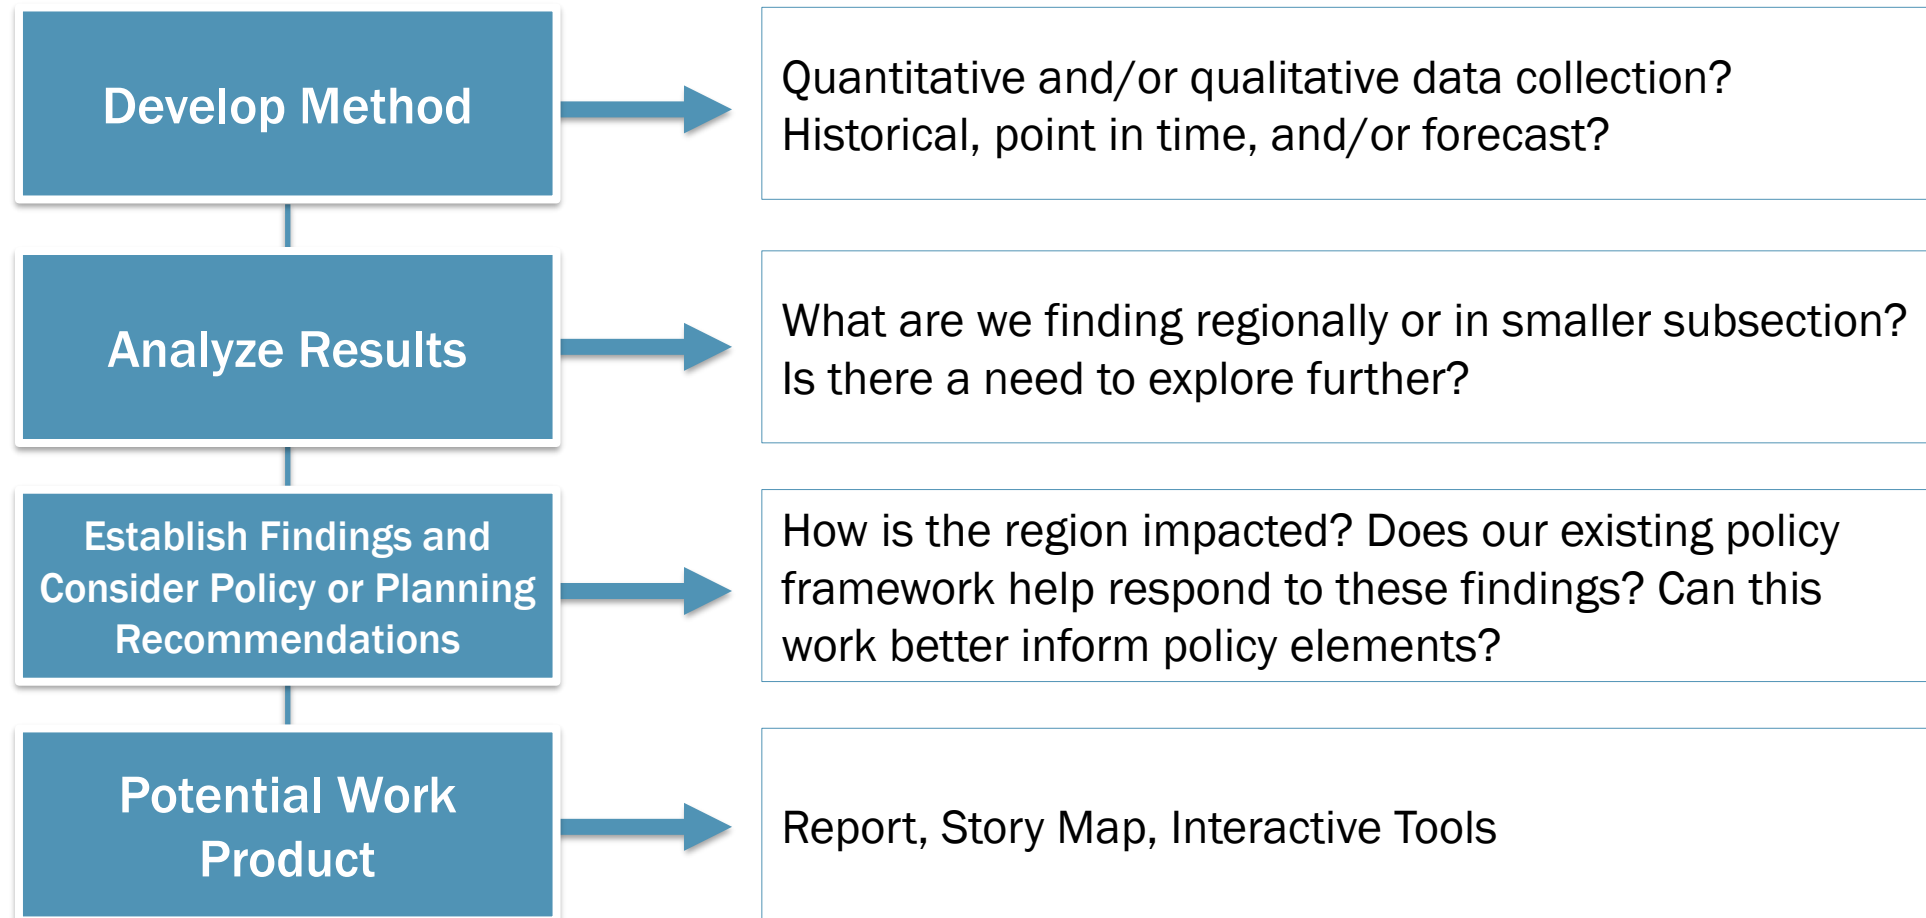 Develop Method
Quantitative and/or qualitative data collection?
Historical, point in time, and/or forecast?
Analyze Results
What are we finding regionally or in smaller subsection?
Is there a need to explore further?
Establish Findings and
Consider Policy or Planning
Recommendations
How is the region impacted? Does our existing policy
framework help respond to these findings? Can this
work better inform policy elements?
Potential Work
Product
Report, Story Map, Interactive Tools